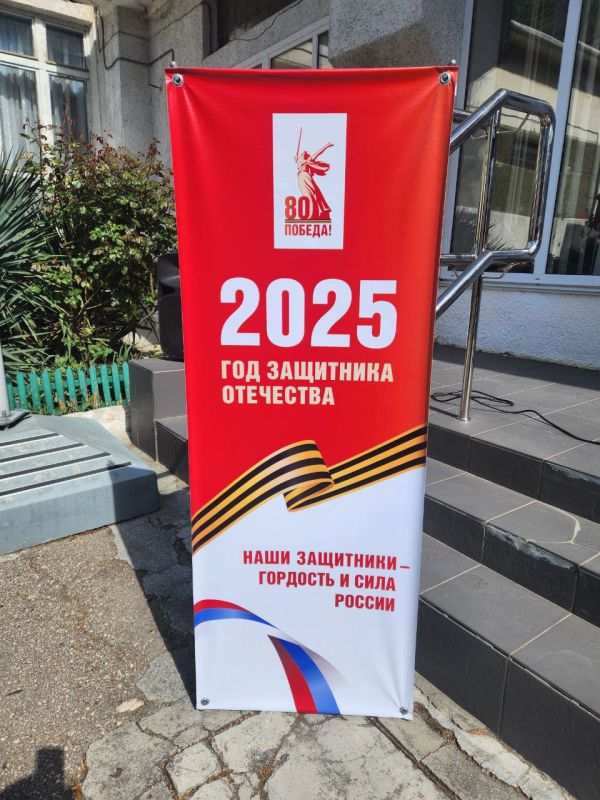 80
ПОБЕДА!
2025
ГОД ЗАЩИТНИКА
ОТЕЧЕСТВА
НАШИ ЗАЩИТНИКИ –
ГОРДОСТЬ И СИЛА
РОССИИ